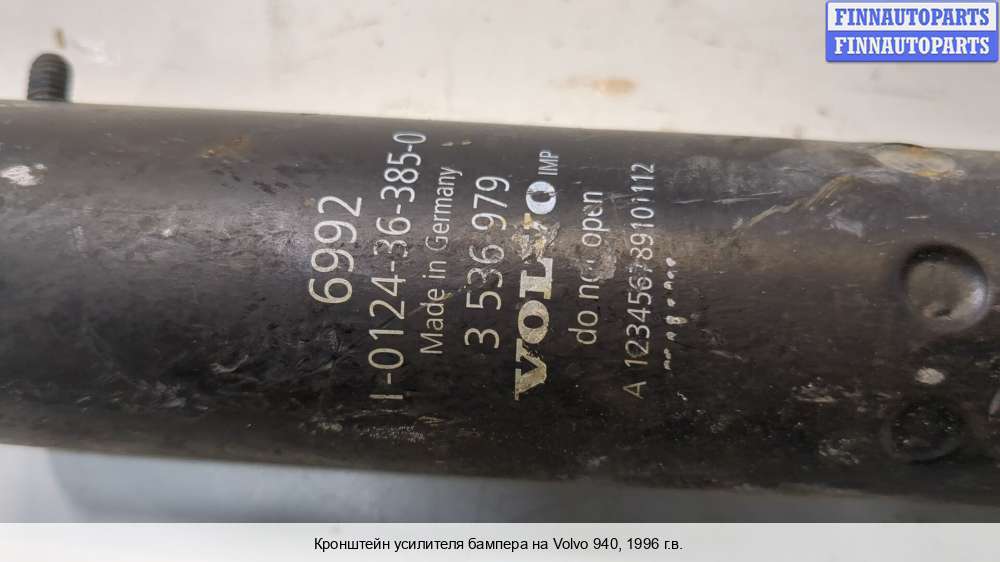 FINNAUTOPARTS
FINNAUTOPARTS
6992
I-0124-36-385-0
Made in Germany
3 536 979
VOLVO IMP
do not open
A 123456789101112
Кронштейн усилителя бампера на Volvo 940, 1996 г.в.